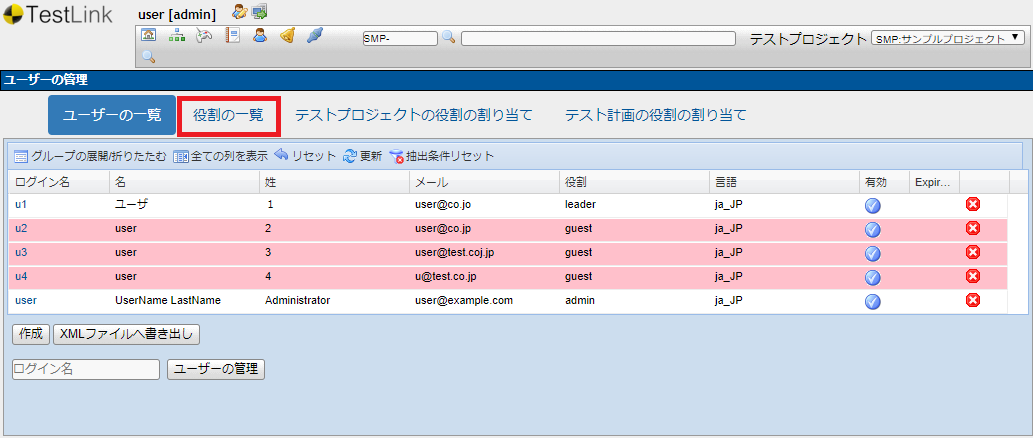 TestLink user [admin]
SMP- テストプロジェクト SMP:サンプルプロジェクト
ユーザーの管理
ユーザーの一覧 役割の一覧 テストプロジェクトの役割の割り当て テスト計画の役割の割り当て
グループの展開/折りたたむ 全ての列を表示 リセット 更新 抽出条件リセット
ログイン名 名 姓 メール 役割 言語 有効 Expir...
u1 ユーザ 1 user@co.jo leader ja_JP
u2 user 2 user@co.jp guest ja_JP
u3 user 3 user@test.coj.jp guest ja_JP
u4 user 4 u@test.co.jp guest ja_JP
user UserName LastName Administrator user@example.com admin ja_JP
作成 XMLファイルへ書き出し
ログイン名 ユーザーの管理